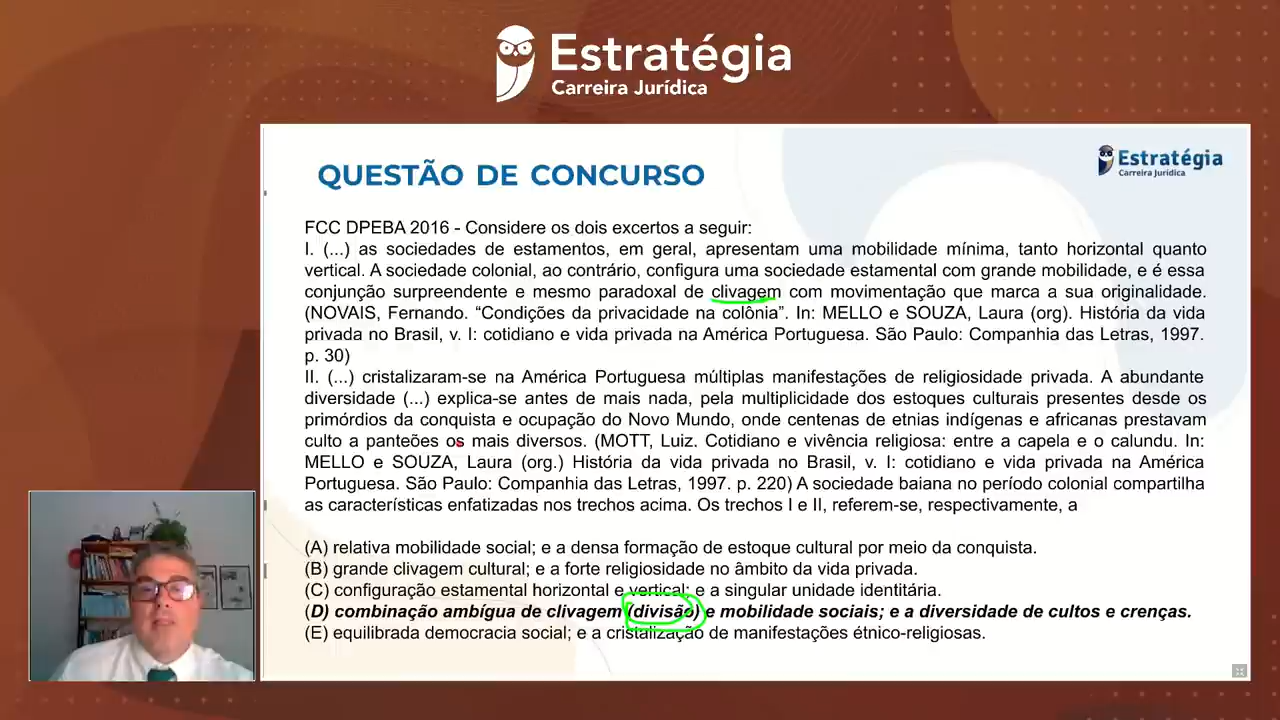 Estratégia
Carreira Jurídica
Estratégia
Carreira Jurídica
QUESTÃO DE CONCURSO
FCC DPEBA 2016 - Considere os dois excertos a seguir:
I. (...) as sociedades de estamentos, em geral, apresentam uma mobilidade mínima, tanto horizontal quanto
vertical. A sociedade colonial, ao contrário, configura uma sociedade estamental com grande mobilidade, e é essa
conjunção surpreendente e mesmo paradoxal de clivagem com movimentação que marca a sua originalidade.
(NOVAIS, Fernando. “Condições da privacidade na colônia”. In: MELLO e SOUZA, Laura (org). História da vida
privada no Brasil, v. I: cotidiano e vida privada na América Portuguesa. São Paulo: Companhia das Letras, 1997.
p. 30)
II. (...) cristalizaram-se na América Portuguesa múltiplas manifestações de religiosidade privada. A abundante
diversidade (...) explica-se antes de mais nada, pela multiplicidade dos estoques culturais presentes desde os
primórdios da conquista e ocupação do Novo Mundo, onde centenas de etnias indígenas e africanas prestavam
culto a panteões os mais diversos. (MOTT, Luiz. Cotidiano e vivência religiosa: entre a capela e o calundu. In:
MELLO e SOUZA, Laura (org.) História da vida privada no Brasil, v. I: cotidiano e vida privada na América
Portuguesa. São Paulo: Companhia das Letras, 1997. p. 220) A sociedade baiana no período colonial compartilha
as características enfatizadas nos trechos acima. Os trechos I e II, referem-se, respectivamente, a
(A) relativa mobilidade social; e a densa formação de estoque cultural por meio da conquista.
(B) grande clivagem cultural; e a forte religiosidade no âmbito da vida privada.
(C) configuração estamental horizontal e vertical; e a singular unidade identitária.
(D) combinação ambígua de clivagem (divisão) e mobilidade sociais; e a diversidade de cultos e crenças.
(E) equilibrada democracia social; e a cristalização de manifestações étnico-religiosas.